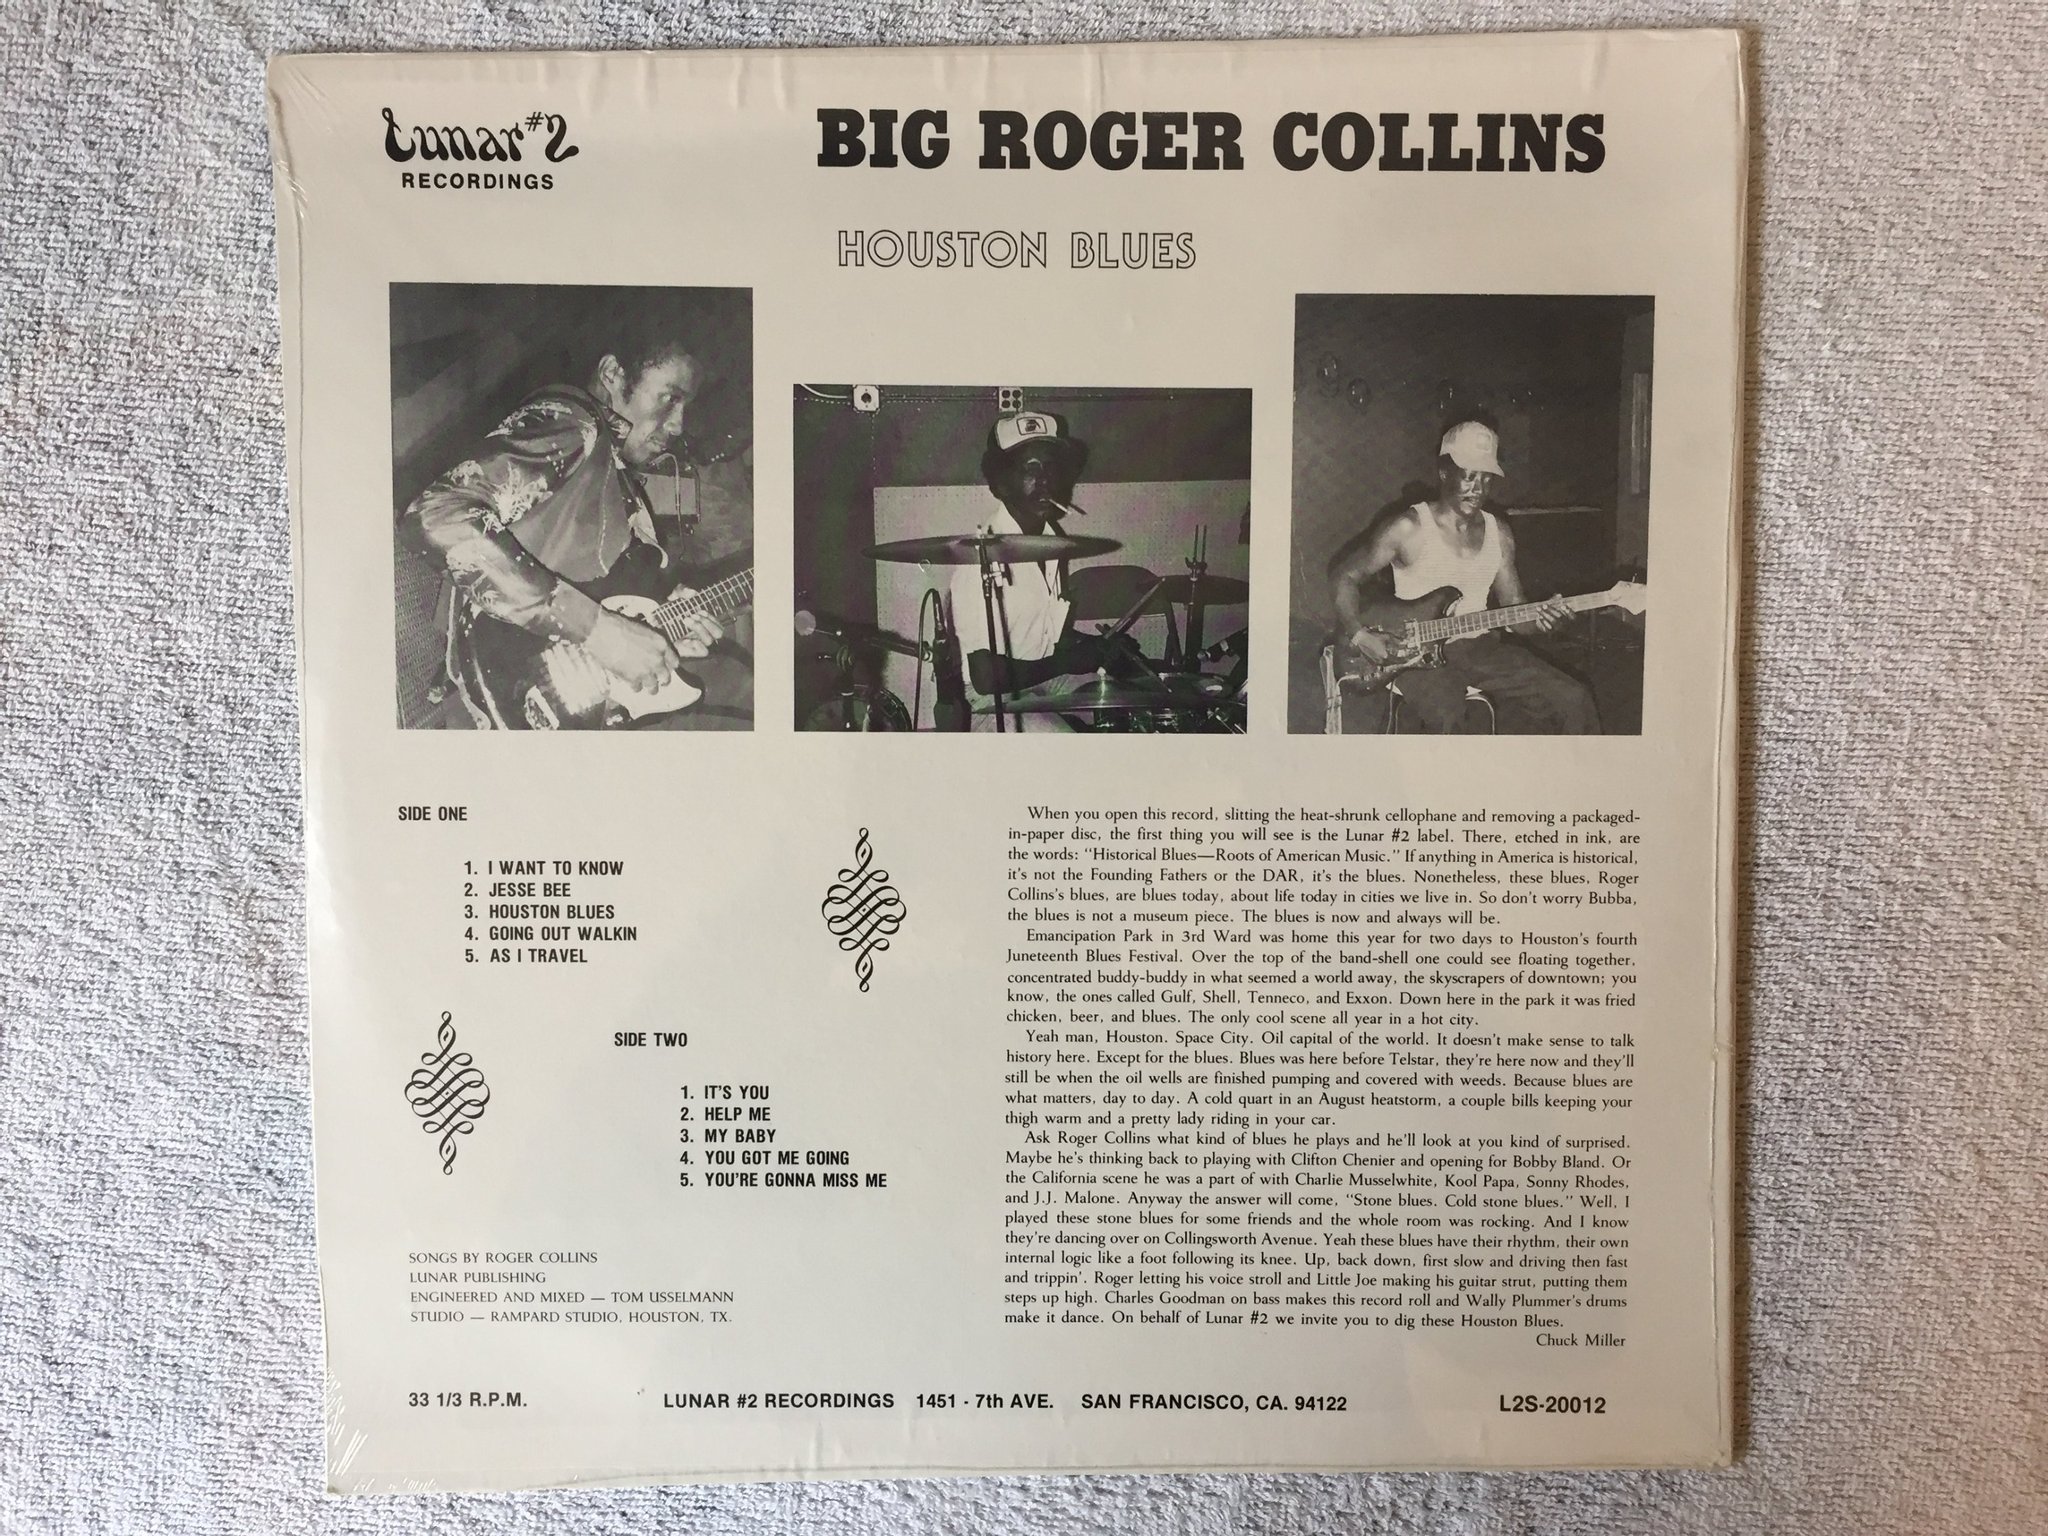 Lunar #2
RECORDINGS
BIG ROGER COLLINS
HOUSTON BLUES
SIDE ONE
1. I WANT TO KNOW
2. JESSE BEE
3. HOUSTON BLUES
4. GOING OUT WALKIN
5. AS I TRAVEL
SIDE TWO
1. IT'S YOU
2. HELP ME
3. MY BABY
4. YOU GOT ME GOING
5. YOU'RE GONNA MISS ME
SONGS BY ROGER COLLINS
LUNAR PUBLISHING
ENGINEERED AND MIXED — TOM USSELMANN
STUDIO — RAMPARD STUDIO, HOUSTON, TX.
When you open this record, slitting the heat-shrunk cellophane and removing a packaged-
in-paper disc, the first thing you will see is the Lunar #2 label. There, etched in ink, are
the words: "Historical Blues—Roots of American Music." If anything in America is historical,
it's not the Founding Fathers or the DAR, it's the blues. Nonetheless, these blues, Roger
Collins's blues, are blues today, about life today in cities we live in. So don't worry Bubba,
the blues is not a museum piece. The blues is now and always will be.
Emancipation Park in 3rd Ward was home this year for two days to Houston's fourth
Juneteenth Blues Festival. Over the top of the band-shell one could see floating together,
concentrated buddy-buddy in what seemed a world away, the skyscrapers of downtown; you
know, the ones called Gulf, Shell, Tenneco, and Exxon. Down here in the park it was fried
chicken, beer, and blues. The only cool scene all year in a hot city.
Yeah man, Houston. Space City. Oil capital of the world. It doesn't make sense to talk
history here. Except for the blues. Blues was here before Telstar, they're here now and they'll
still be when the oil wells are finished pumping and covered with weeds. Because blues are
what matters, day to day. A cold quart in an August heatstorm, a couple bills keeping your
thigh warm and a pretty lady riding in your car.
Ask Roger Collins what kind of blues he plays and he'll look at you kind of surprised.
Maybe he's thinking back to playing with Clifton Chenier and opening for Bobby Bland. Or
the California scene he was a part of with Charlie Musselwhite, Kool Papa, Sonny Rhodes,
and J.J. Malone. Anyway the answer will come, "Stone blues. Cold stone blues." Well, I
played these stone blues for some friends and the whole room was rocking. And I know
they're dancing over on Collingsworth Avenue. Yeah these blues have their rhythm, their own
internal logic like a foot following its knee. Up, back down, first slow and driving then fast
and trippin'. Roger letting his voice stroll and Little Joe making his guitar strut, putting them
steps up high. Charles Goodman on bass makes this record roll and Wally Plummer's drums
make it dance. On behalf of Lunar #2 we invite you to dig these Houston Blues.
Chuck Miller
33 1/3 R.P.M. LUNAR #2 RECORDINGS 1451 - 7th AVE. SAN FRANCISCO, CA. 94122 L2S-20012